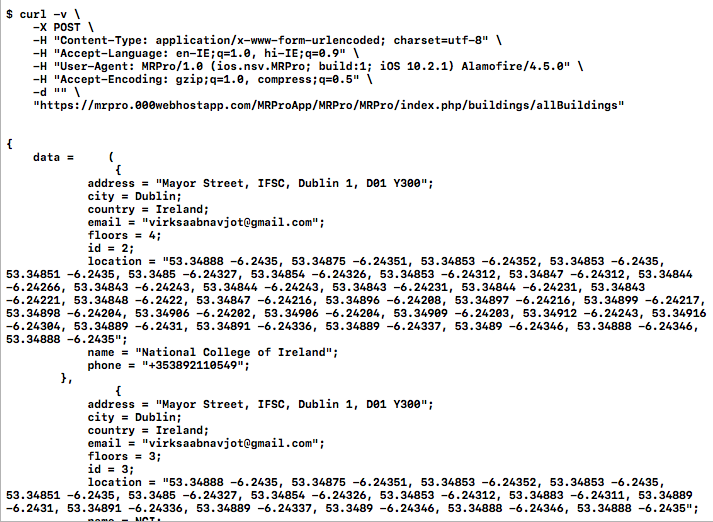 $ curl -v \
-X POST \
-H "Content-Type: application/x-www-form-urlencoded; charset=utf-8" \
-H "Accept-Language: en-IE;q=1.0, hi-IE;q=0.9" \
-H "User-Agent: MRPro/1.0 (ios.nsv.MRPro; build:1; iOS 10.2.1) Alamofire/4.5.0" \
-H "Accept-Encoding: gzip;q=1.0, compress;q=0.5" \
-d "" \
"https://mrpro.000webhostapp.com/MRProApp/MRPro/MRPro/index.php/buildings/allBuildings"
{
data = (
{
address = "Mayor Street, IFSC, Dublin 1, D01 Y300";
city = Dublin;
country = Ireland;
email = "virksaabnavjot@gmail.com";
floors = 4;
id = 2;
location = "53.34888 -6.2435, 53.34875 -6.24351, 53.34853 -6.24352, 53.34853 -6.2435,
53.34851 -6.2435, 53.3485 -6.24327, 53.34854 -6.24326, 53.34853 -6.24312, 53.34847 -6.24312, 53.34844
-6.24266, 53.34843 -6.24243, 53.34844 -6.24243, 53.34843 -6.24231, 53.34844 -6.24231, 53.34843
-6.24221, 53.34848 -6.2422, 53.34847 -6.24216, 53.34896 -6.24208, 53.34897 -6.24216, 53.34899 -6.24217,
53.34898 -6.24204, 53.34906 -6.24202, 53.34906 -6.24204, 53.34909 -6.24203, 53.34912 -6.24243, 53.34916
-6.24304, 53.34889 -6.2431, 53.34891 -6.24336, 53.34889 -6.24337, 53.3489 -6.24346, 53.34888 -6.24346,
53.34888 -6.2435";
name = "National College of Ireland";
phone = "+353892110549";
},
{
address = "Mayor Street, IFSC, Dublin 1, D01 Y300";
city = Dublin;
country = Ireland;
email = "virksaabnavjot@gmail.com";
floors = 3;
id = 3;
location = "53.34888 -6.2435, 53.34875 -6.24351, 53.34853 -6.24352, 53.34853 -6.2435,
53.34851 -6.2435, 53.3485 -6.24327, 53.34854 -6.24326, 53.34853 -6.24312, 53.34883 -6.24311, 53.34889
-6.2431, 53.34891 -6.24336, 53.34889 -6.24337, 53.3489 -6.24346, 53.34888 -6.24346, 53.34888 -6.2435";
name = NCI;